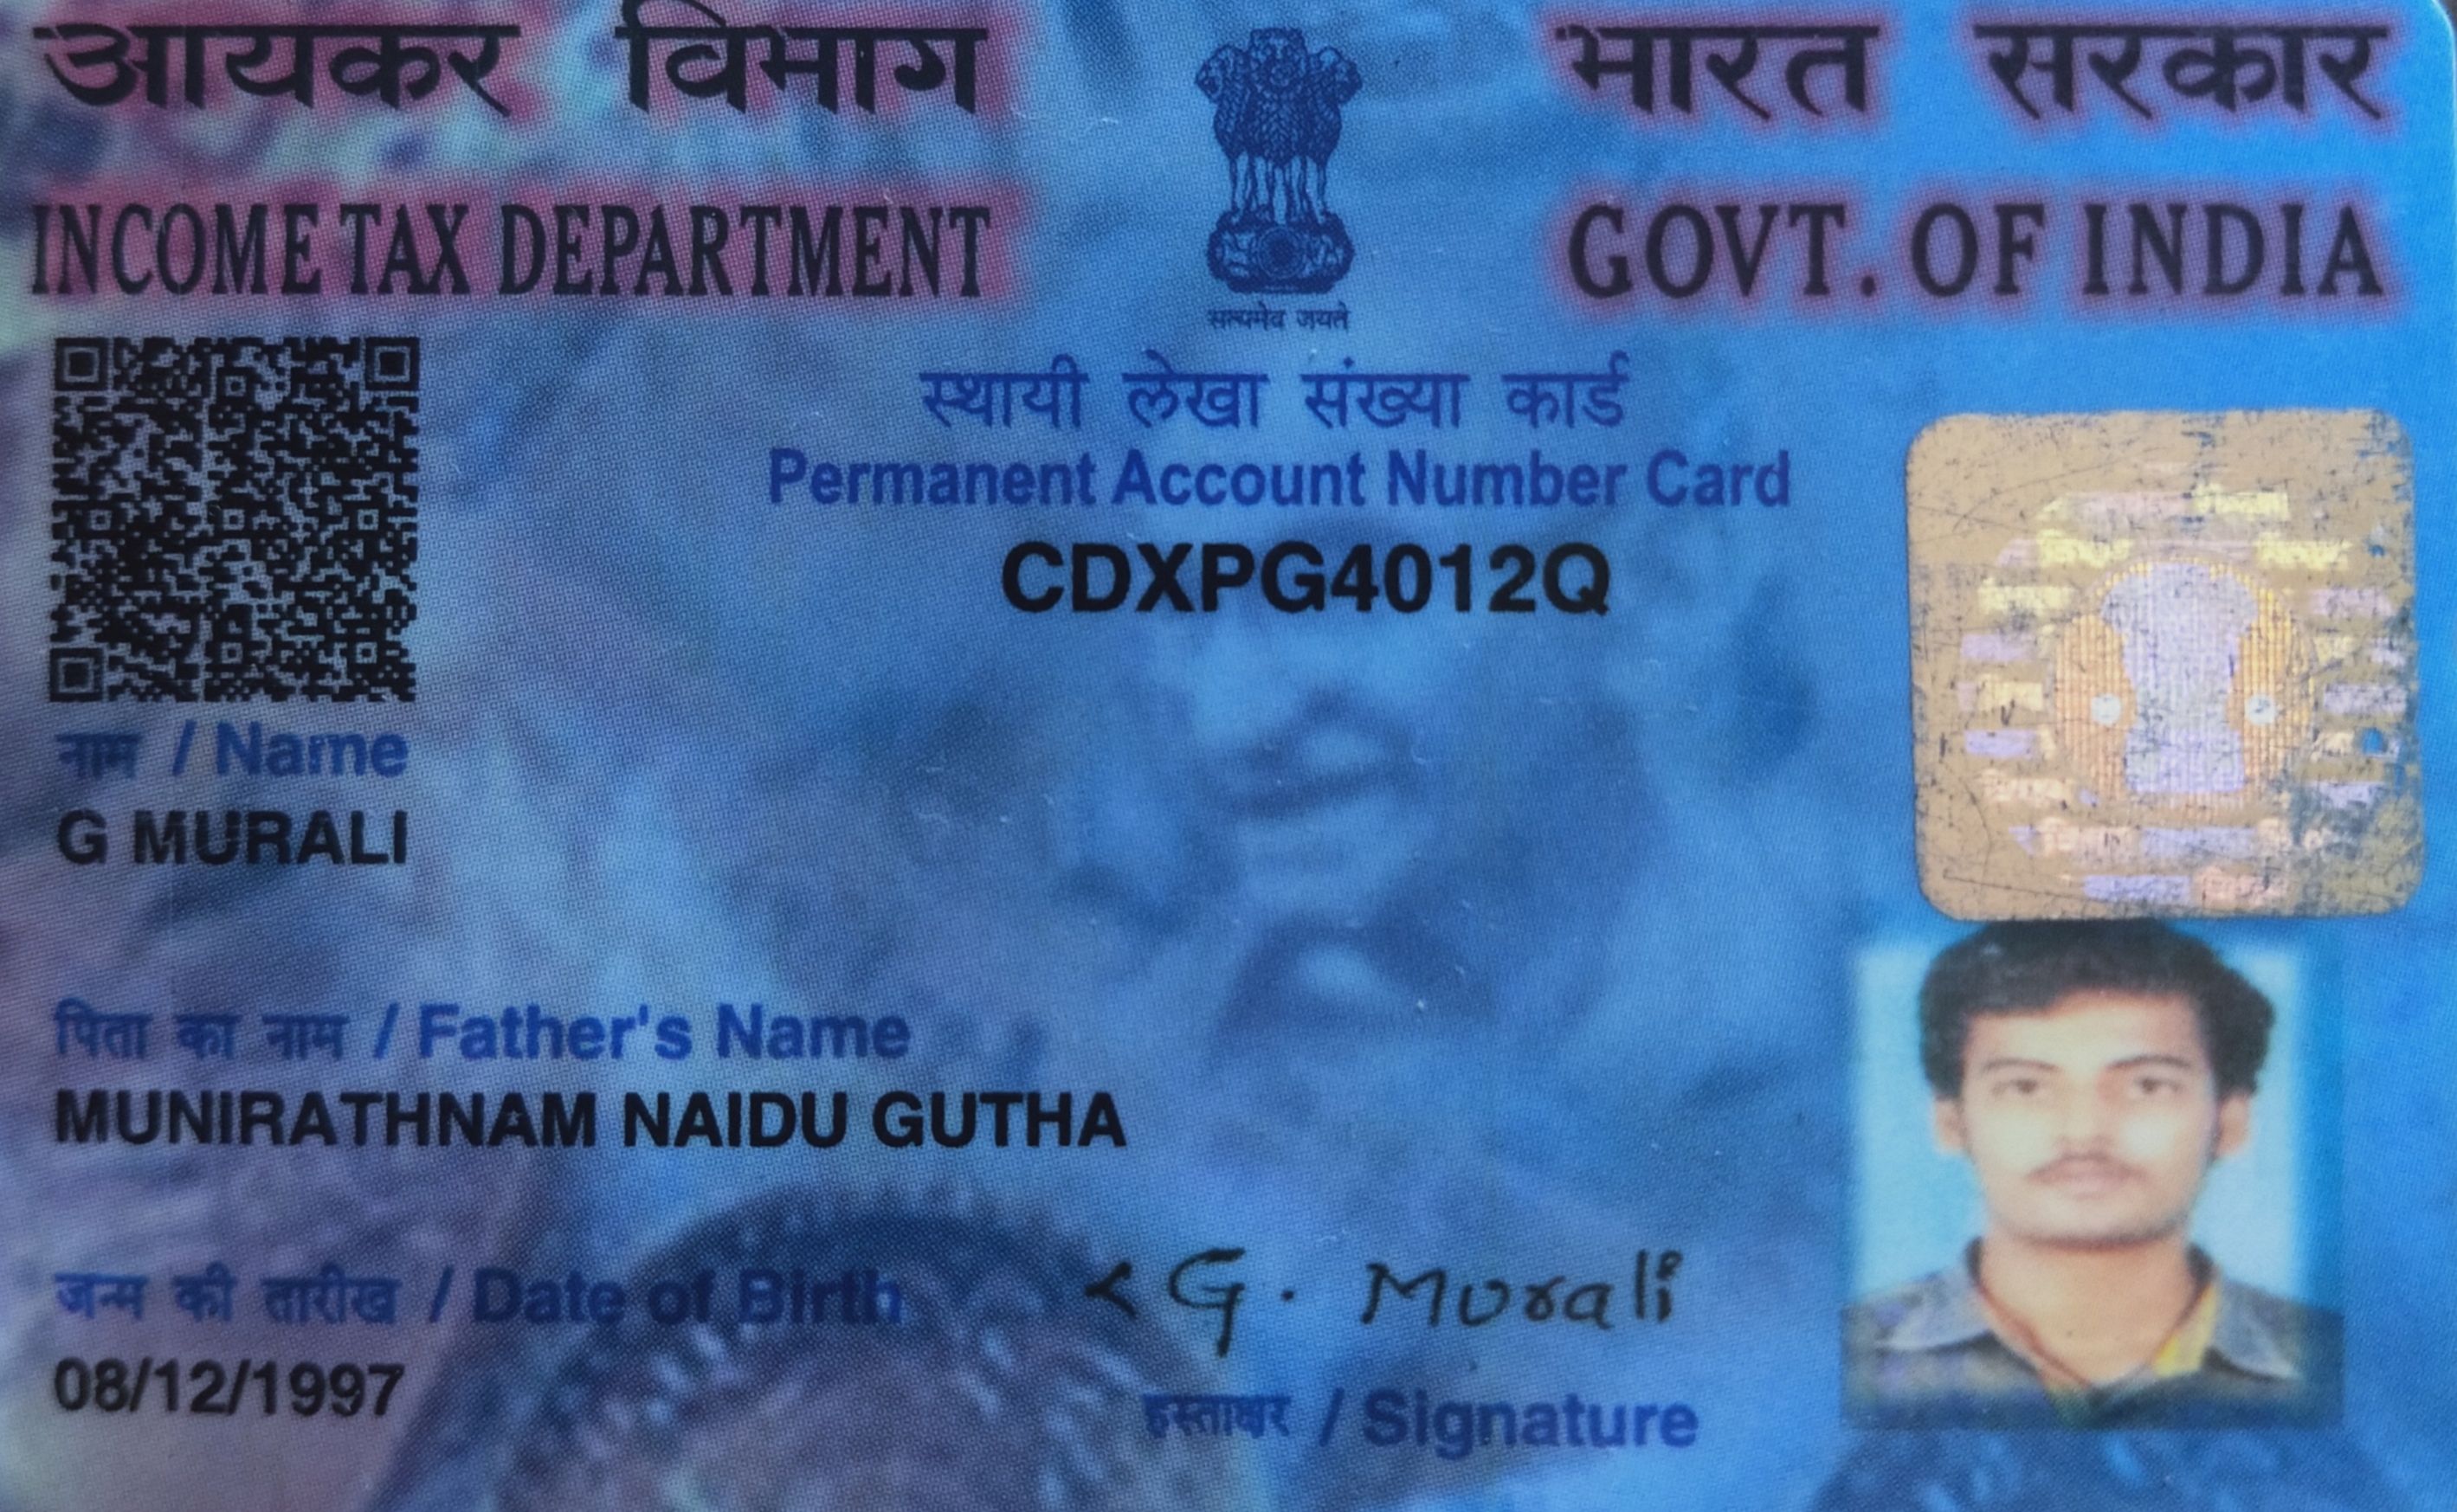 आयकर विभाग
INCOME TAX DEPARTMENT
सत्यमेव जयते
भारत सरकार
GOVT. OF INDIA
स्थायी लेखा संख्या कार्ड
Permanent Account Number Card
CDXPG4012Q
नाम / Name
G MURALI
पिता का नाम / Father's Name
MUNIRATHNAM NAIDU GUTHA
जन्म की तारीख / Date of Birth
08/12/1997
G. Murali
हस्ताक्षर / Signature